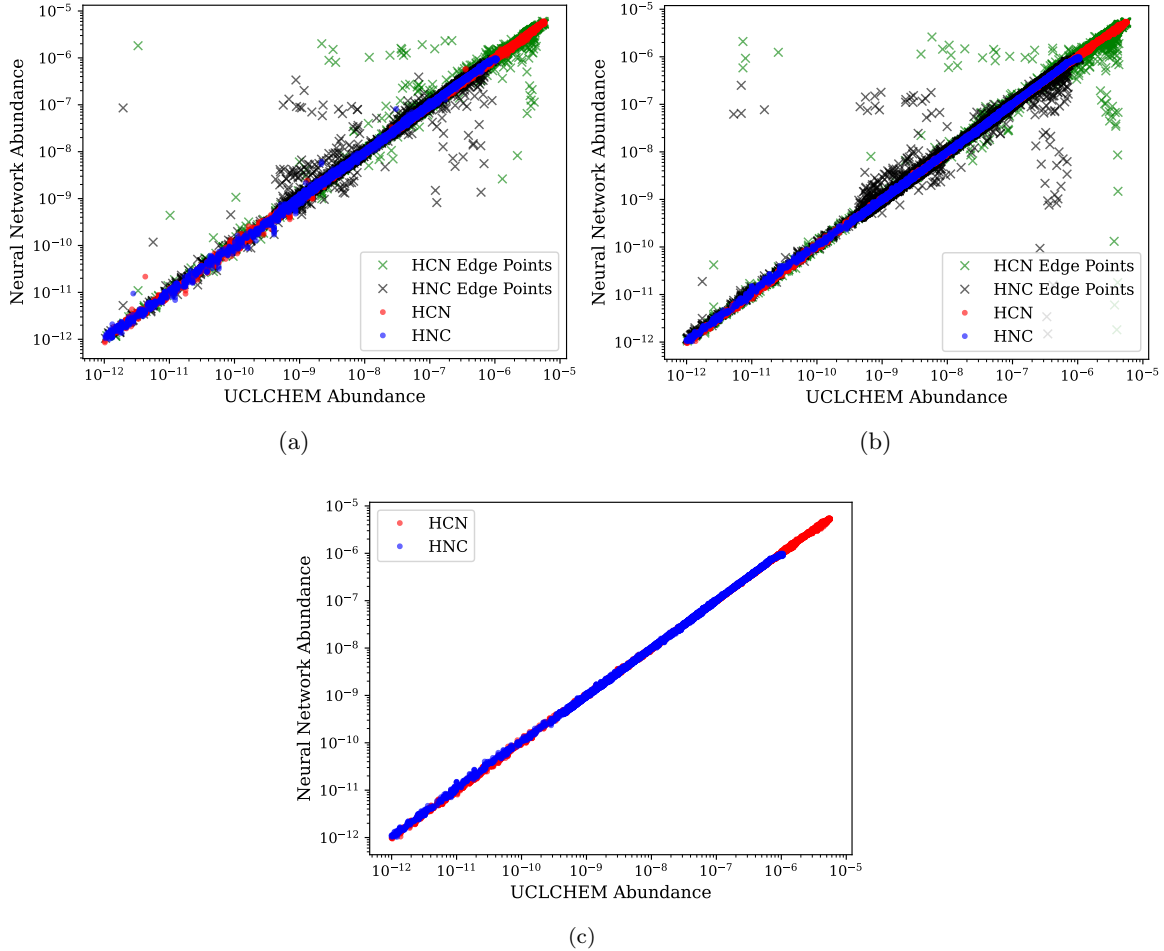 Neural Network Abundance
10⁻⁵
10⁻⁶
10⁻⁷
10⁻⁸
10⁻⁹
10⁻¹⁰
10⁻¹¹
10⁻¹²
HCN Edge Points
HNC Edge Points
HCN
HNC
10⁻¹² 10⁻¹¹ 10⁻¹⁰ 10⁻⁹ 10⁻⁸ 10⁻⁷ 10⁻⁶ 10⁻⁵
UCLCHEM Abundance
(a)
Neural Network Abundance
10⁻⁵
10⁻⁶
10⁻⁷
10⁻⁸
10⁻⁹
10⁻¹⁰
10⁻¹¹
10⁻¹²
HCN Edge Points
HNC Edge Points
HCN
HNC
10⁻¹² 10⁻¹¹ 10⁻¹⁰ 10⁻⁹ 10⁻⁸ 10⁻⁷ 10⁻⁶ 10⁻⁵
UCLCHEM Abundance
(b)
Neural Network Abundance
10⁻⁵
10⁻⁶
10⁻⁷
10⁻⁸
10⁻⁹
10⁻¹⁰
10⁻¹¹
10⁻¹²
HCN
HNC
10⁻¹² 10⁻¹¹ 10⁻¹⁰ 10⁻⁹ 10⁻⁸ 10⁻⁷ 10⁻⁶ 10⁻⁵
UCLCHEM Abundance
(c)